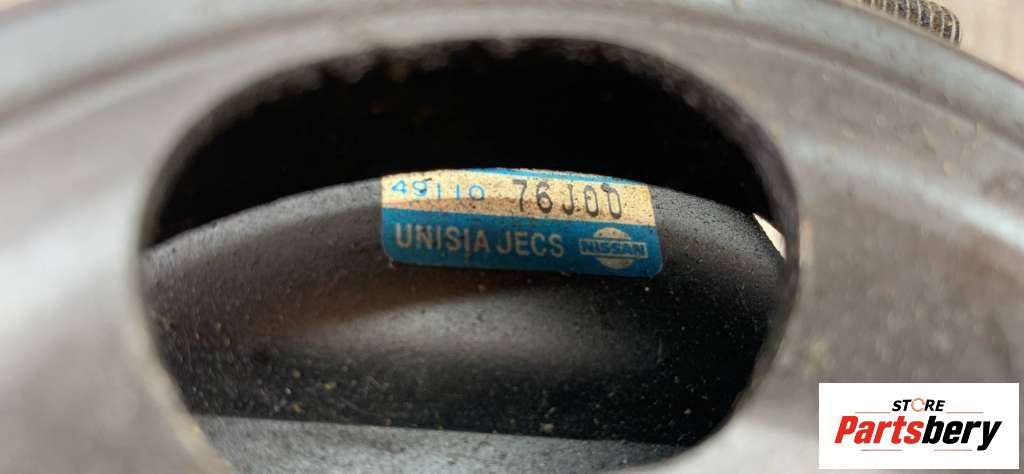 49110 76J00
UNISIA JECS NISSAN
STORE
Partsbery